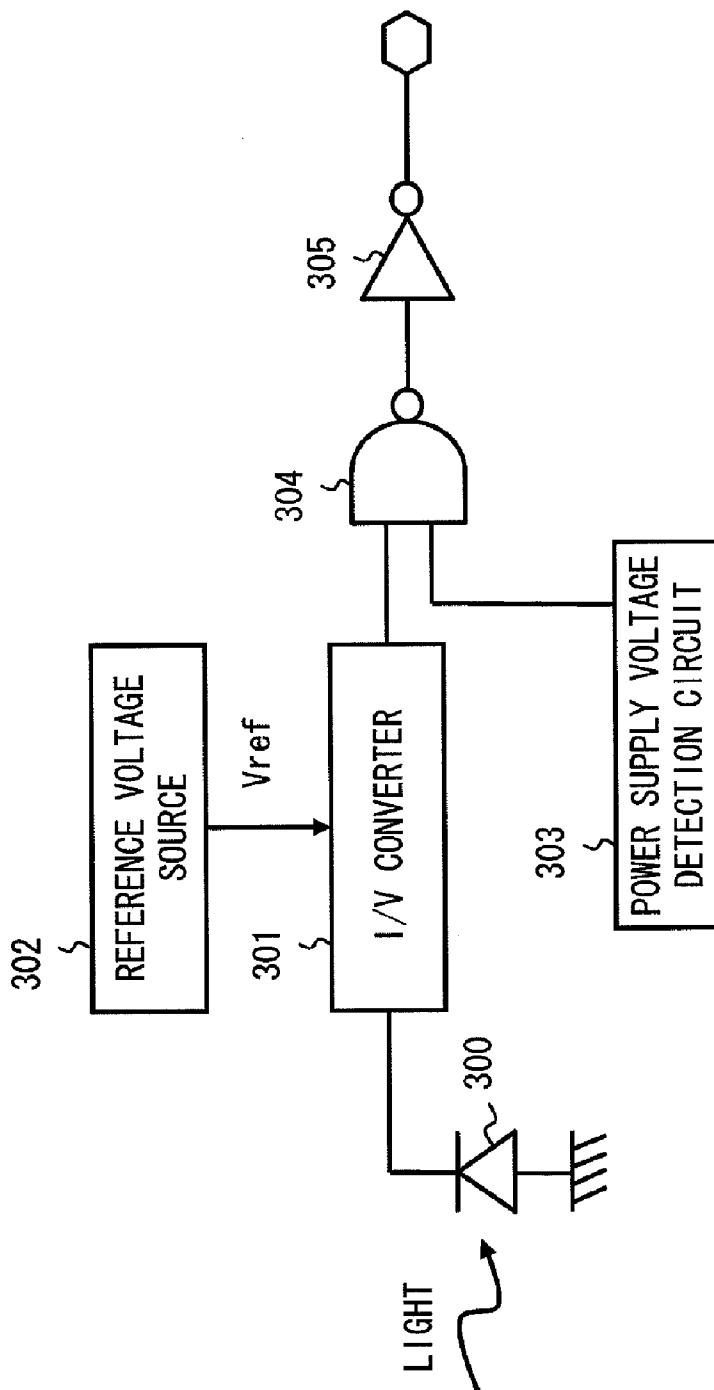 302
REFERENCE VOLTAGE
SOURCE
Vref
301
I/V CONVERTER
304
305
LIGHT
300
303
POWER SUPPLY VOLTAGE
DETECTION CIRCUIT